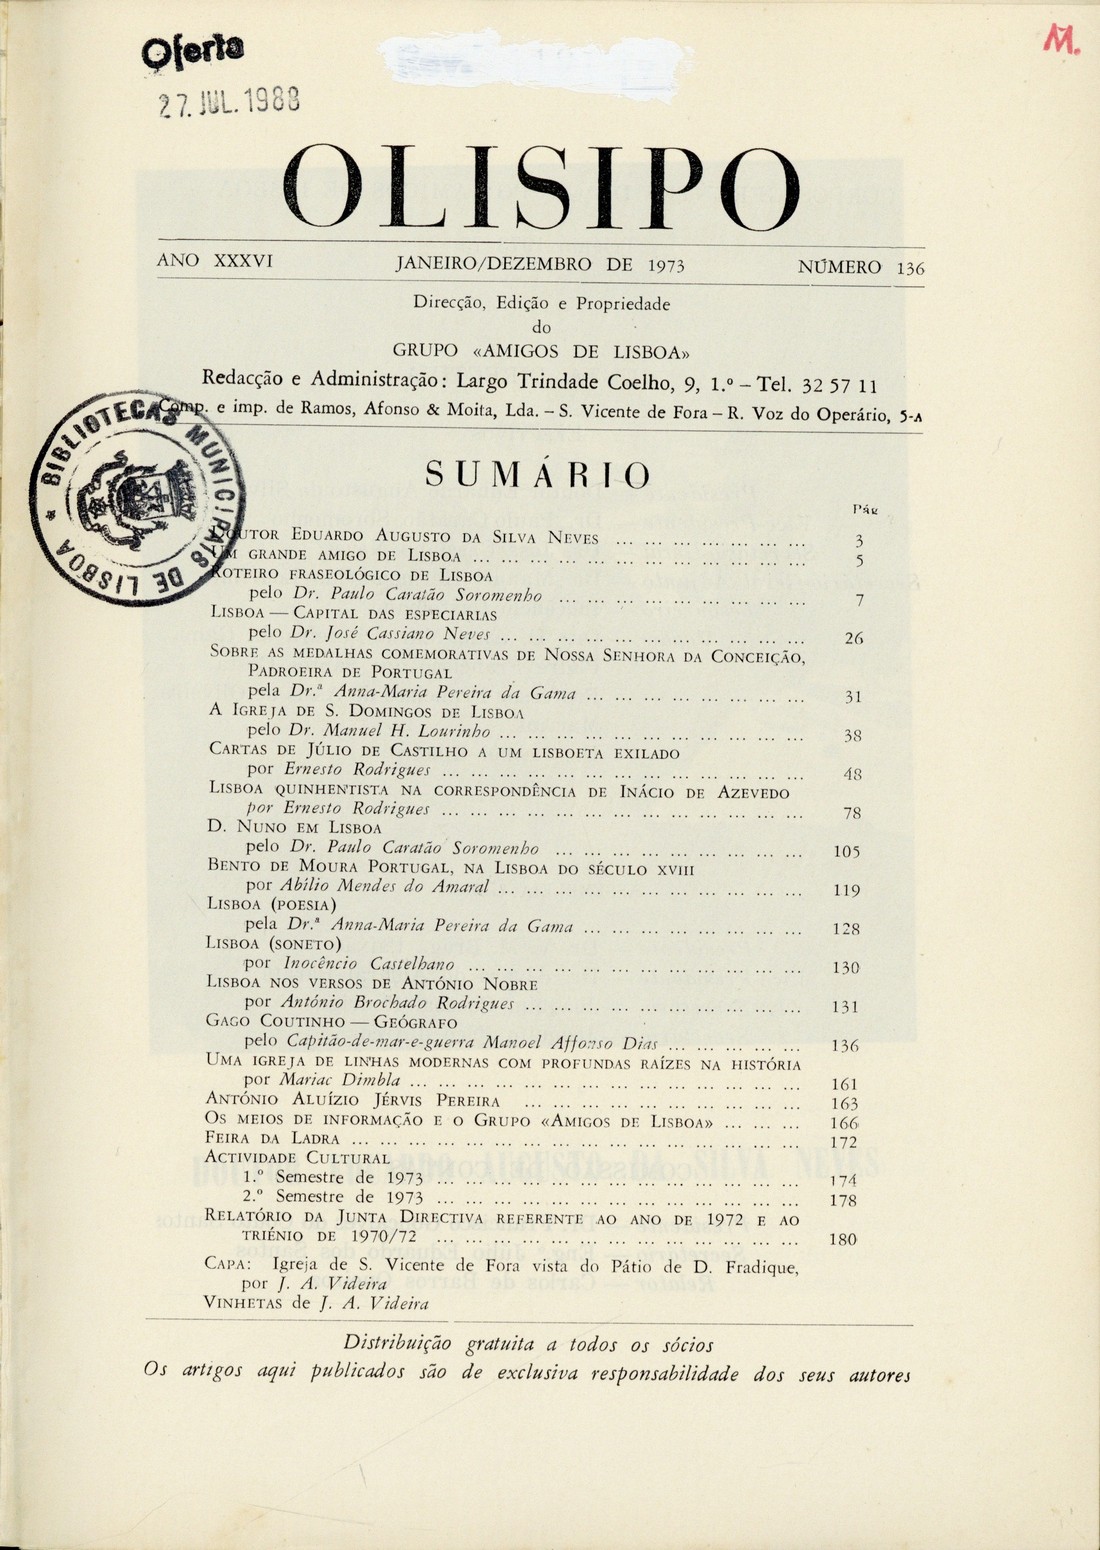 Oferta
27. JUL. 1988
M.
OLISIPO
ANO XXXVI JANEIRO/DEZEMBRO DE 1973 NÚMERO 136
Direcção, Edição e Propriedade
do
GRUPO «AMIGOS DE LISBOA»
Redacção e Administração: Largo Trindade Coelho, 9, 1.º – Tel. 32 57 11
Comp. e imp. de Ramos, Afonso & Moita, Lda. – S. Vicente de Fora – R. Voz do Operário, 5-A
* BIBLIOTECAS MUNICIPAIS DE LISBOA
SUMÁRIO
Pág.
DOUTOR EDUARDO AUGUSTO DA SILVA NEVES ... ... ... ... ... ... ... 3
UM GRANDE AMIGO DE LISBOA ... ... ... ... ... ... ... ... ... ... ... ... 5
ROTEIRO FRASEOLÓGICO DE LISBOA
pelo Dr. Paulo Caratão Soromenho ... ... ... ... ... ... ... ... ... 7
LISBOA — CAPITAL DAS ESPECIARIAS
pelo Dr. José Cassiano Neves ... ... ... ... ... ... ... ... ... ... ... 26
SOBRE AS MEDALHAS COMEMORATIVAS DE NOSSA SENHORA DA CONCEIÇÃO,
PADROEIRA DE PORTUGAL
pela Dr.ª Anna-Maria Pereira da Gama ... ... ... ... ... ... ... ... 31
A IGREJA DE S. DOMINGOS DE LISBOA
pelo Dr. Manuel H. Lourinho ... ... ... ... ... ... ... ... ... ... ... 38
CARTAS DE JÚLIO DE CASTILHO A UM LISBOETA EXILADO
por Ernesto Rodrigues ... ... ... ... ... ... ... ... ... ... ... ... ... 48
LISBOA QUINHENTISTA NA CORRESPONDÊNCIA DE INÁCIO DE AZEVEDO
por Ernesto Rodrigues ... ... ... ... ... ... ... ... ... ... ... ... ... 78
D. NUNO EM LISBOA
pelo Dr. Paulo Caratão Soromenho ... ... ... ... ... ... ... ... ... 105
BENTO DE MOURA PORTUGAL, NA LISBOA DO SÉCULO XVIII
por Abílio Mendes do Amaral ... ... ... ... ... ... ... ... ... ... ... 119
LISBOA (POESIA)
pela Dr.ª Anna-Maria Pereira da Gama ... ... ... ... ... ... ... ... 128
LISBOA (SONETO)
por Inocêncio Castelhano ... ... ... ... ... ... ... ... ... ... ... ... 130
LISBOA NOS VERSOS DE ANTÓNIO NOBRE
por António Brochado Rodrigues ... ... ... ... ... ... ... ... ... ... 131
GAGO COUTINHO — GEÓGRAFO
pelo Capitão-de-mar-e-guerra Manoel Affonso Dias ... ... ... ... ... 136
UMA IGREJA DE LINHAS MODERNAS COM PROFUNDAS RAÍZES NA HISTÓRIA
por Mariac Dimbla ... ... ... ... ... ... ... ... ... ... ... ... ... ... 161
ANTÓNIO ALUÍZIO JÉRVIS PEREIRA ... ... ... ... ... ... ... ... ... ... 163
OS MEIOS DE INFORMAÇÃO E O GRUPO «AMIGOS DE LISBOA» ... ... ... 166
FEIRA DA LADRA ... ... ... ... ... ... ... ... ... ... ... ... ... ... ... ... 172
ACTIVIDADE CULTURAL
1.º Semestre de 1973 ... ... ... ... ... ... ... ... ... ... ... ... ... 174
2.º Semestre de 1973 ... ... ... ... ... ... ... ... ... ... ... ... ... 178
RELATÓRIO DA JUNTA DIRECTIVA REFERENTE AO ANO DE 1972 E AO
TRIÉNIO DE 1970/72 ... ... ... ... ... ... ... ... ... ... ... ... ... 180
CAPA: Igreja de S. Vicente de Fora vista do Pátio de D. Fradique,
por J. A. Videira
VINHETAS de J. A. Videira
Distribuição gratuita a todos os sócios
Os artigos aqui publicados são de exclusiva responsabilidade dos seus autores